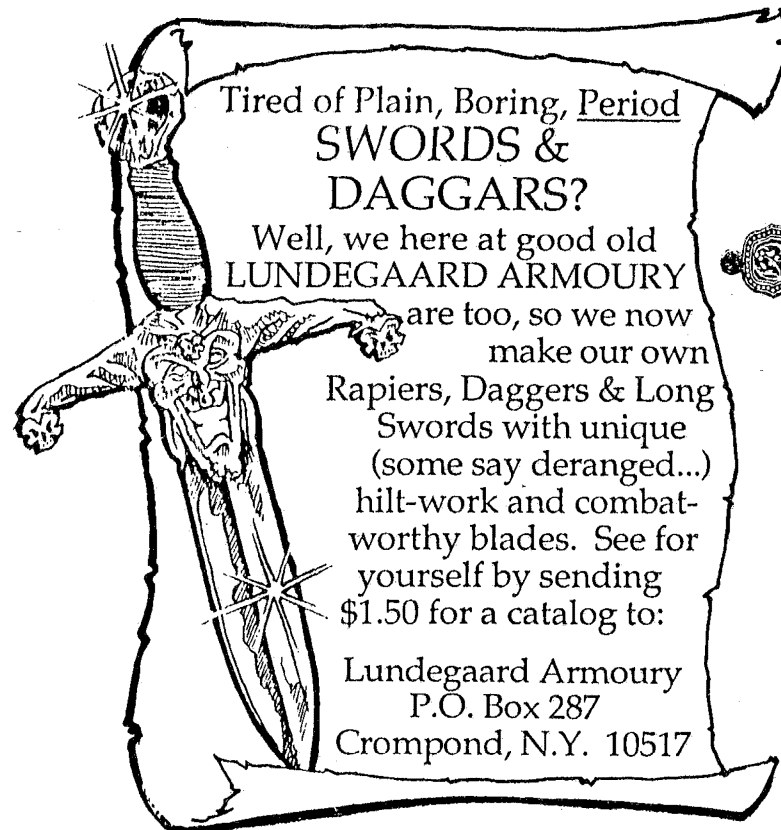 Tired of Plain, Boring, Period
SWORDS &
DAGGARS?
Well, we here at good old
LUNDEGAARD ARMOURY
are too, so we now
make our own
Rapiers, Daggers & Long
Swords with unique
(some say deranged...)
hilt-work and combat-
worthy blades. See for
yourself by sending
$1.50 for a catalog to:
Lundegaard Armoury
P.O. Box 287
Crompond, N.Y. 10517